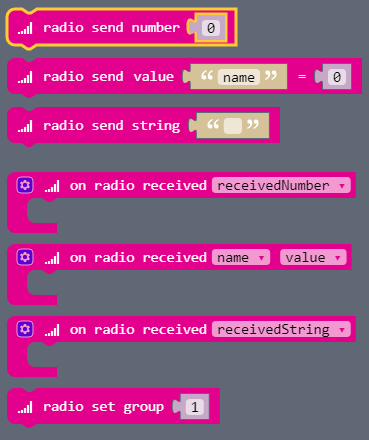 radio send number 0
radio send value “ name ” = 0
radio send string “ ”
on radio received receivedNumber
on radio received name value
on radio received receivedString
radio set group 1